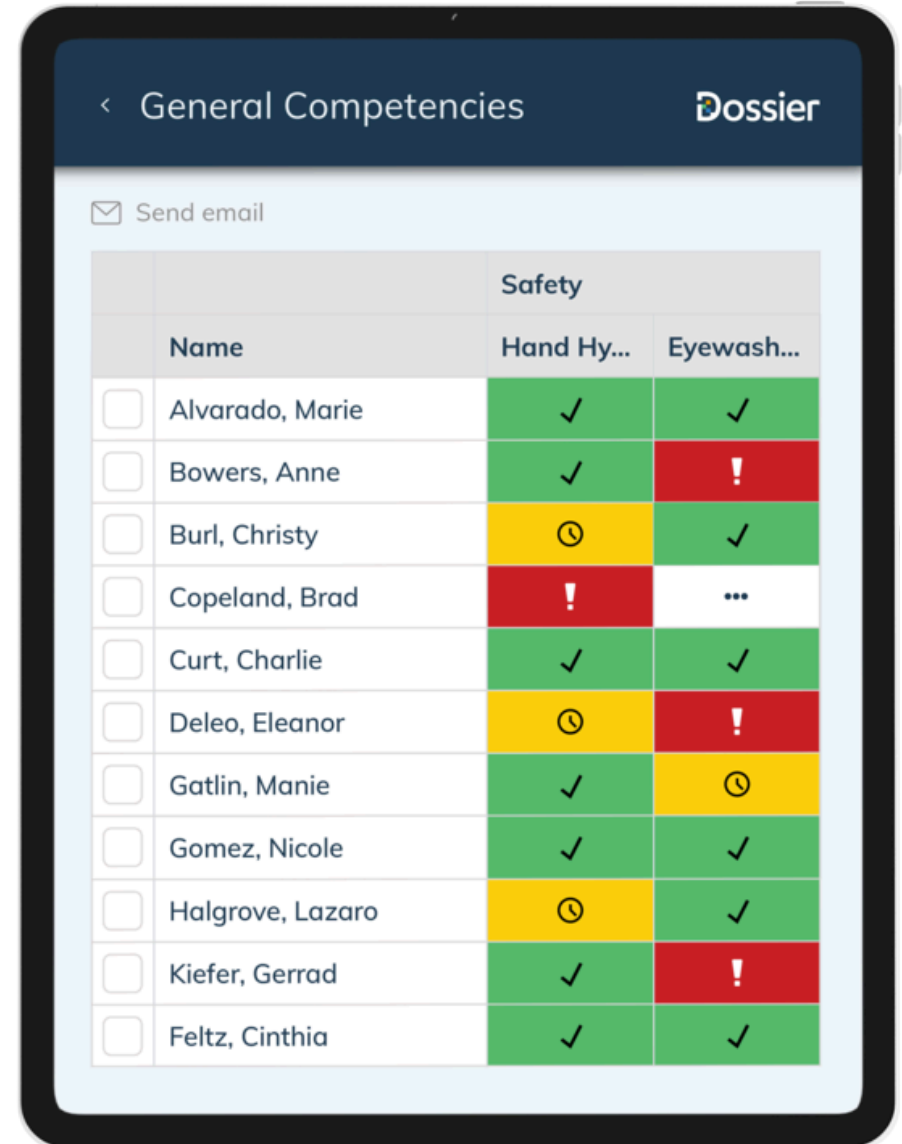 General Competencies
Dossier
Send email
Safety
Name Hand Hy... Eyewash...
Alvarado, Marie
Bowers, Anne
Burl, Christy
Copeland, Brad
Curt, Charlie
Deleo, Eleanor
Gatlin, Manie
Gomez, Nicole
Halgrove, Lazaro
Kiefer, Gerrad
Feltz, Cinthia